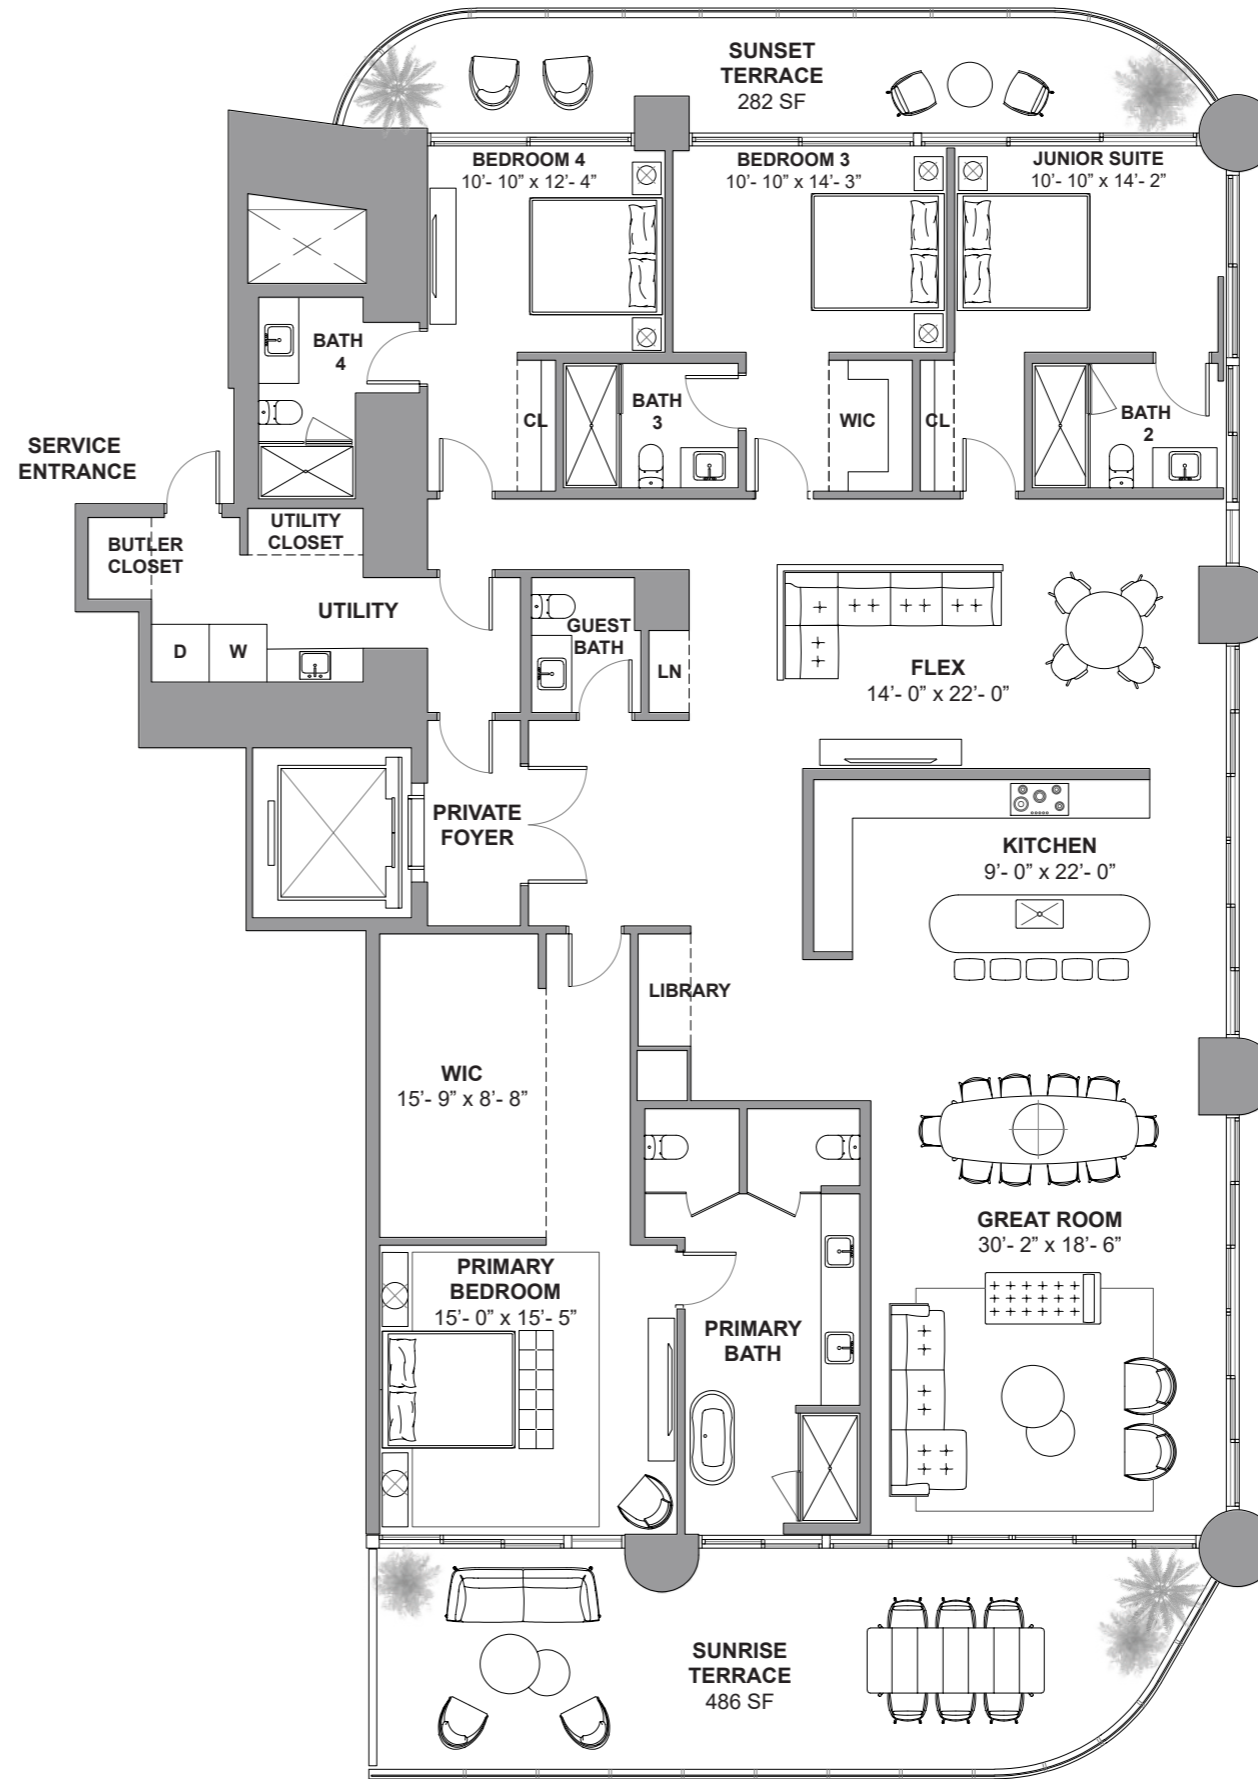 SUNSET
TERRACE
282 SF
BEDROOM 4
10’- 10” x 12’- 4”
BEDROOM 3
10’- 10” x 14’- 3”
JUNIOR SUITE
10’- 10” x 14’- 2”
BATH
4
CL
BATH
3
WIC
CL
BATH
2
SERVICE
ENTRANCE
BUTLER
CLOSET
UTILITY
CLOSET
UTILITY
D
W
GUEST
BATH
LN
FLEX
14’- 0” x 22’- 0”
PRIVATE
FOYER
KITCHEN
9’- 0” x 22’- 0”
LIBRARY
WIC
15’- 9” x 8’- 8”
GREAT ROOM
30’- 2” x 18’- 6”
PRIMARY
BEDROOM
15’- 0” x 15’- 5”
PRIMARY
BATH
SUNRISE
TERRACE
486 SF